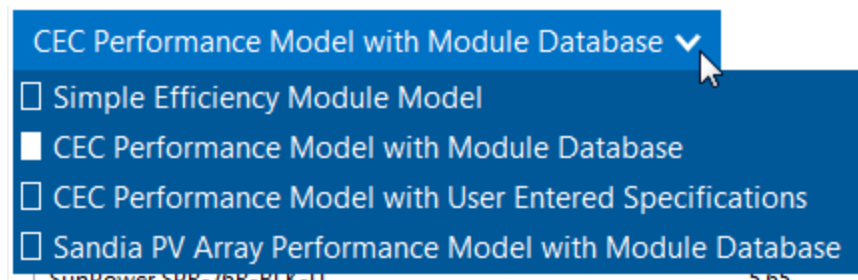 CEC Performance Model with Module Database
Simple Efficiency Module Model
CEC Performance Model with Module Database
CEC Performance Model with User Entered Specifications
Sandia PV Array Performance Model with Module Database